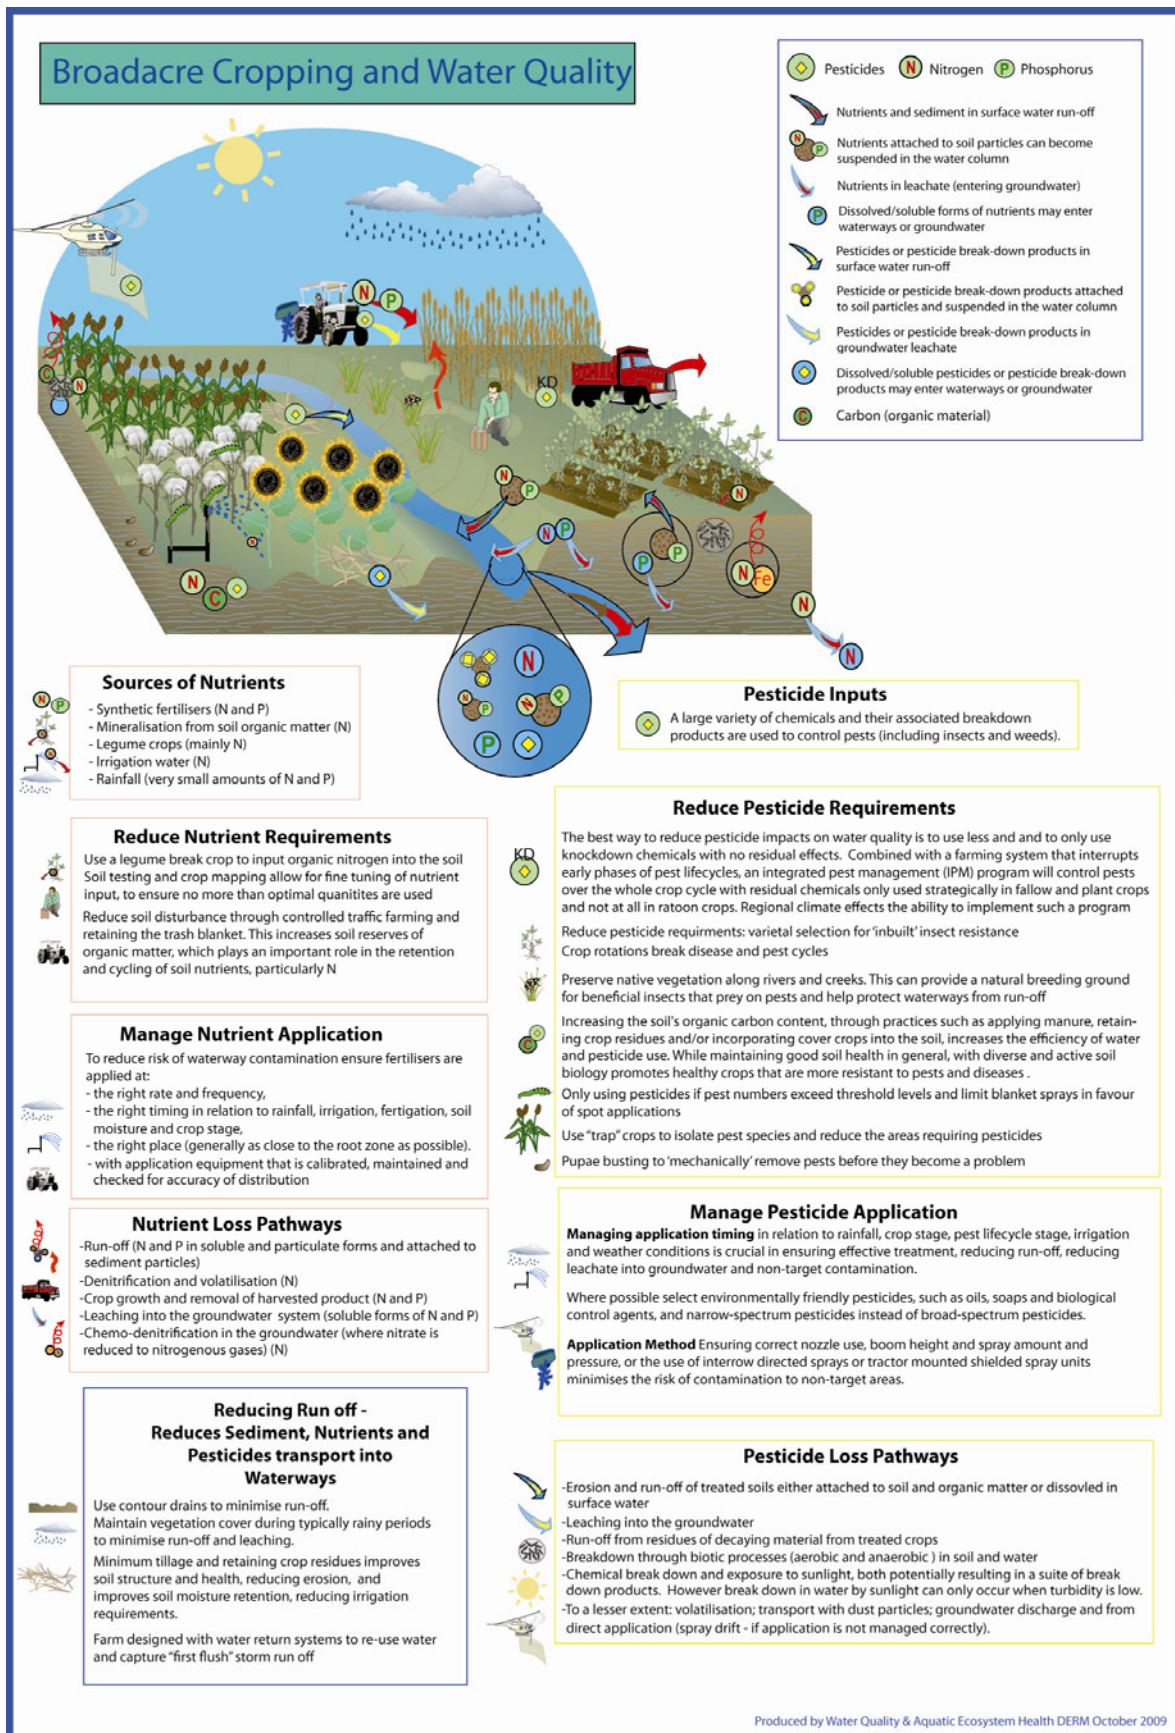 Broadacre Cropping and Water Quality
Pesticides
N
Nitrogen
P
Phosphorus
Nutrients and sediment in surface water run-off
N
P
Nutrients attached to soil particles can become
suspended in the water column
Nutrients in leachate (entering groundwater)
P
Dissolved/soluble forms of nutrients may enter
waterways or groundwater
Pesticides or pesticide break-down products in
surface water run-off
Pesticide or pesticide break-down products attached
to soil particles and suspended in the water column
Pesticides or pesticide break-down products in
groundwater leachate
Dissolved/soluble pesticides or pesticide break-down
products may enter waterways or groundwater
C
Carbon (organic material)
N
P
KD
C
N
N
P
N
N
P
N
P
P
P
N
Fe
N
C
N
N
N
N
P
N
P
P
Sources of Nutrients
N P
- Synthetic fertilisers (N and P)
- Mineralisation from soil organic matter (N)
- Legume crops (mainly N)
- Irrigation water (N)
- Rainfall (very small amounts of N and P)
Pesticide Inputs
A large variety of chemicals and their associated breakdown
products are used to control pests (including insects and weeds).
Reduce Nutrient Requirements
Use a legume break crop to input organic nitrogen into the soil
Soil testing and crop mapping allow for fine tuning of nutrient
input, to ensure no more than optimal quanitites are used
Reduce soil disturbance through controlled traffic farming and
retaining the trash blanket. This increases soil reserves of
organic matter, which plays an important role in the retention
and cycling of soil nutrients, particularly N
Manage Nutrient Application
To reduce risk of waterway contamination ensure fertilisers are
applied at:
- the right rate and frequency,
- the right timing in relation to rainfall, irrigation, fertigation, soil
moisture and crop stage,
- the right place (generally as close to the root zone as possible).
- with application equipment that is calibrated, maintained and
checked for accuracy of distribution
Nutrient Loss Pathways
-Run-off (N and P in soluble and particulate forms and attached to
sediment particles)
-Denitrification and volatilisation (N)
-Crop growth and removal of harvested product (N and P)
-Leaching into the groundwater system (soluble forms of N and P)
-Chemo-denitrification in the groundwater (where nitrate is
reduced to nitrogenous gases) (N)
Reducing Run off -
Reduces Sediment, Nutrients and
Pesticides transport into
Waterways
Use contour drains to minimise run-off.
Maintain vegetation cover during typically rainy periods
to minimise run-off and leaching.
Minimum tillage and retaining crop residues improves
soil structure and health, reducing erosion, and
improves soil moisture retention, reducing irrigation
requirements.
Farm designed with water return systems to re-use water
and capture "first flush" storm run off
Reduce Pesticide Requirements
KD
The best way to reduce pesticide impacts on water quality is to use less and and to only use
knockdown chemicals with no residual effects. Combined with a farming system that interrupts
early phases of pest lifecycles, an integrated pest management (IPM) program will control pests
over the whole crop cycle with residual chemicals only used strategically in fallow and plant crops
and not at all in ratoon crops. Regional climate effects the ability to implement such a program
Reduce pesticide requirments: varietal selection for 'inbuilt' insect resistance
Crop rotations break disease and pest cycles
Preserve native vegetation along rivers and creeks. This can provide a natural breeding ground
for beneficial insects that prey on pests and help protect waterways from run-off
C
Increasing the soil's organic carbon content, through practices such as applying manure, retain-
ing crop residues and/or incorporating cover crops into the soil, increases the efficiency of water
and pesticide use. While maintaining good soil health in general, with diverse and active soil
biology promotes healthy crops that are more resistant to pests and diseases .
Only using pesticides if pest numbers exceed threshold levels and limit blanket sprays in favour
of spot applications
Use "trap" crops to isolate pest species and reduce the areas requiring pesticides
Pupae busting to 'mechanically' remove pests before they become a problem
Manage Pesticide Application
Managing application timing in relation to rainfall, crop stage, pest lifecycle stage, irrigation
and weather conditions is crucial in ensuring effective treatment, reducing run-off, reducing
leachate into groundwater and non-target contamination.
Where possible select environmentally friendly pesticides, such as oils, soaps and biological
control agents, and narrow-spectrum pesticides instead of broad-spectrum pesticides.
Application Method Ensuring correct nozzle use, boom height and spray amount and
pressure, or the use of interrow directed sprays or tractor mounted shielded spray units
minimises the risk of contamination to non-target areas.
Pesticide Loss Pathways
-Erosion and run-off of treated soils either attached to soil and organic matter or dissovled in
surface water
-Leaching into the groundwater
-Run-off from residues of decaying material from treated crops
-Breakdown through biotic processes (aerobic and anaerobic ) in soil and water
-Chemical break down and exposure to sunlight, both potentially resulting in a suite of break
down products. However break down in water by sunlight can only occur when turbidity is low.
-To a lesser extent: volatilisation; transport with dust particles; groundwater discharge and from
direct application (spray drift - if application is not managed correctly).
Produced by Water Quality & Aquatic Ecosystem Health DERM October 2009